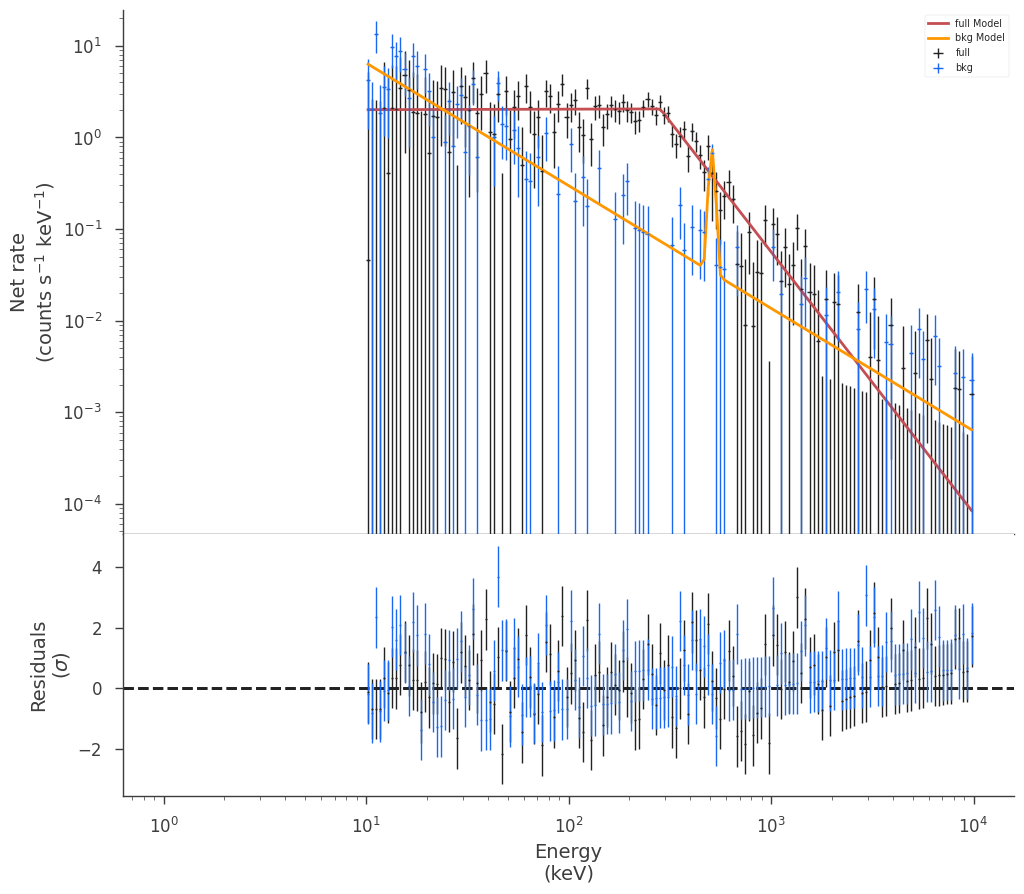 full Model
bkg Model
full
bkg
10¹
10⁰
10⁻¹
10⁻²
10⁻³
10⁻⁴
Net rate
(counts s⁻¹ keV⁻¹)
4
2
0
−2
Residuals
(σ)
10⁰ 10¹ 10² 10³ 10⁴
Energy
(keV)